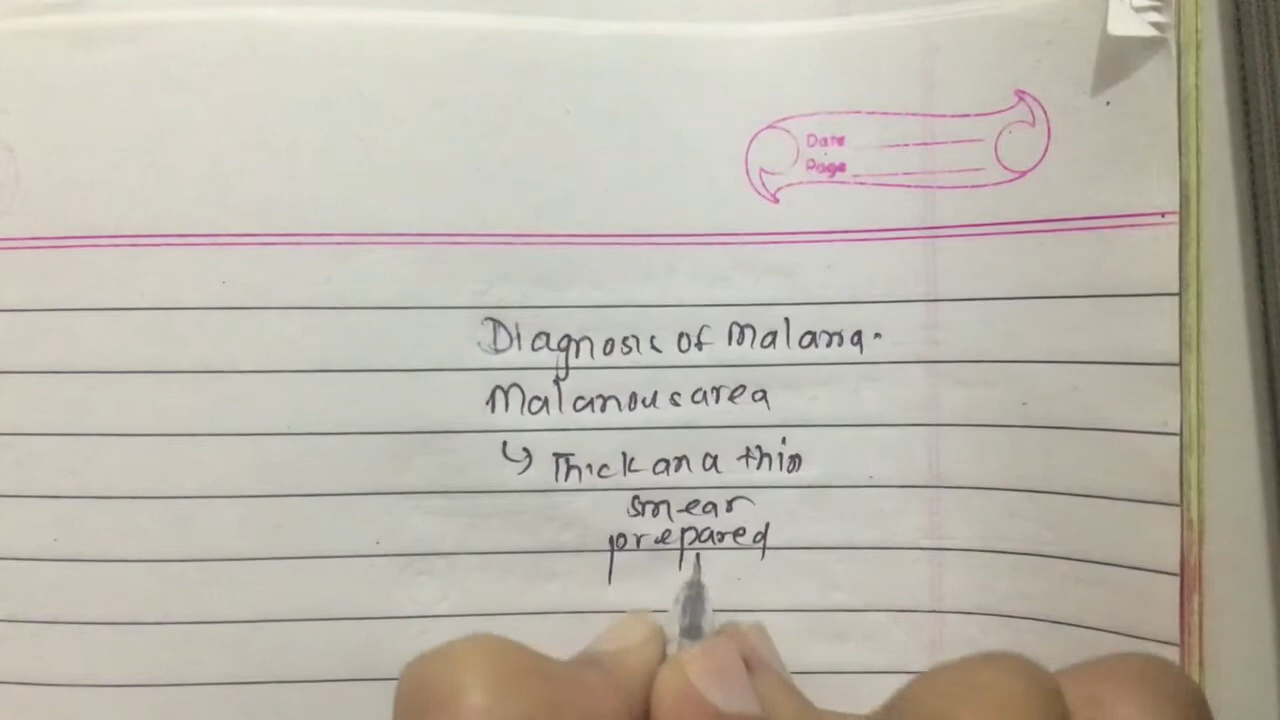 Date
Page
Diagnosis of Malaria.
Malarious area
↳ Thick and thin
smear
prepared